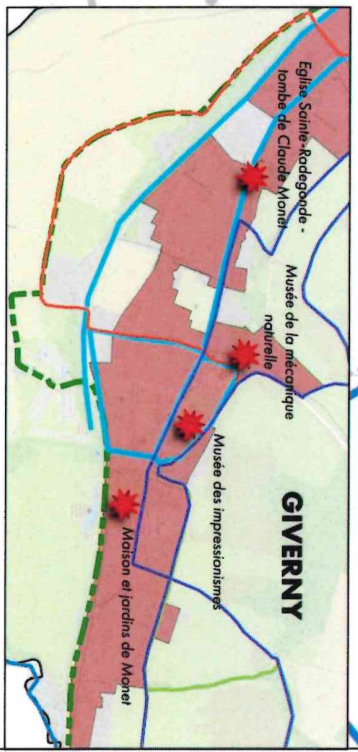 GIVERNY
Eglise Sainte-Radegonde -
tombe de Claude Monet
Musée de la mécanique
naturelle
Musée des impressionismes
Maison et jardins de Monet